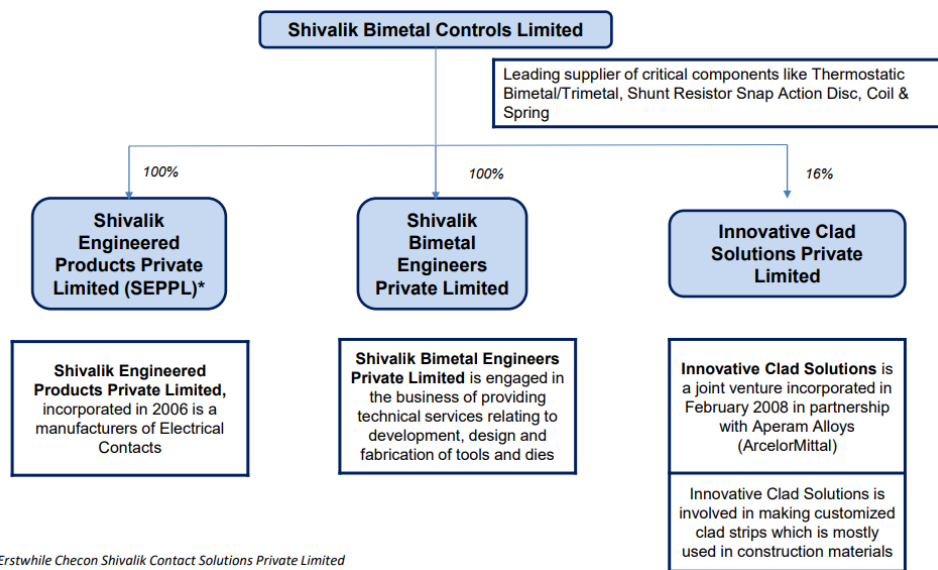 Shivalik Bimetal Controls Limited
Leading supplier of critical components like Thermostatic
Bimetal/Trimetal, Shunt Resistor Snap Action Disc, Coil &
Spring
100%
100%
16%
Shivalik
Engineered
Products Private
Limited (SEPPL)*
Shivalik
Bimetal
Engineers
Private Limited
Innovative Clad
Solutions Private
Limited
Shivalik Engineered
Products Private Limited,
incorporated in 2006 is a
manufacturers of Electrical
Contacts
Shivalik Bimetal Engineers
Private Limited is engaged in
the business of providing
technical services relating to
development, design and
fabrication of tools and dies
Innovative Clad Solutions is
a joint venture incorporated in
February 2008 in partnership
with Aperam Alloys
(ArcelorMittal)
Innovative Clad Solutions is
involved in making customized
clad strips which is mostly
used in construction materials
Erstwhile Checon Shivalik Contact Solutions Private Limited